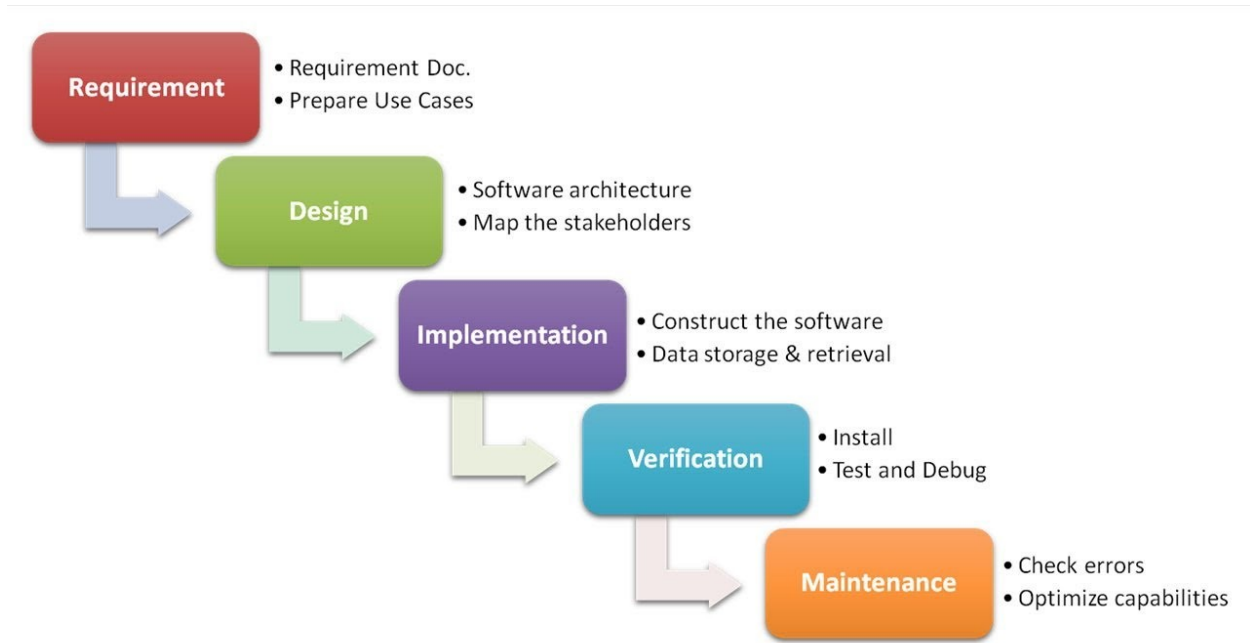 Requirement
• Requirement Doc.
• Prepare Use Cases
Design
• Software architecture
• Map the stakeholders
Implementation
• Construct the software
• Data storage & retrieval
Verification
• Install
• Test and Debug
Maintenance
• Check errors
• Optimize capabilities